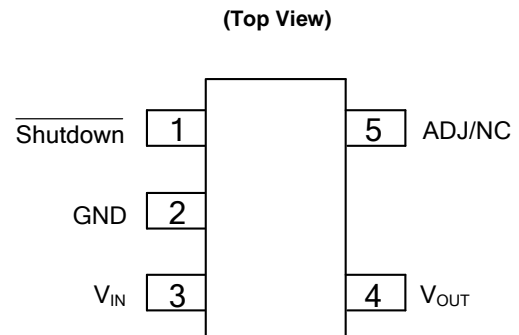 (Top View)
Shutdown 1 5 ADJ/NC
GND 2
VIN 3 4 VOUT